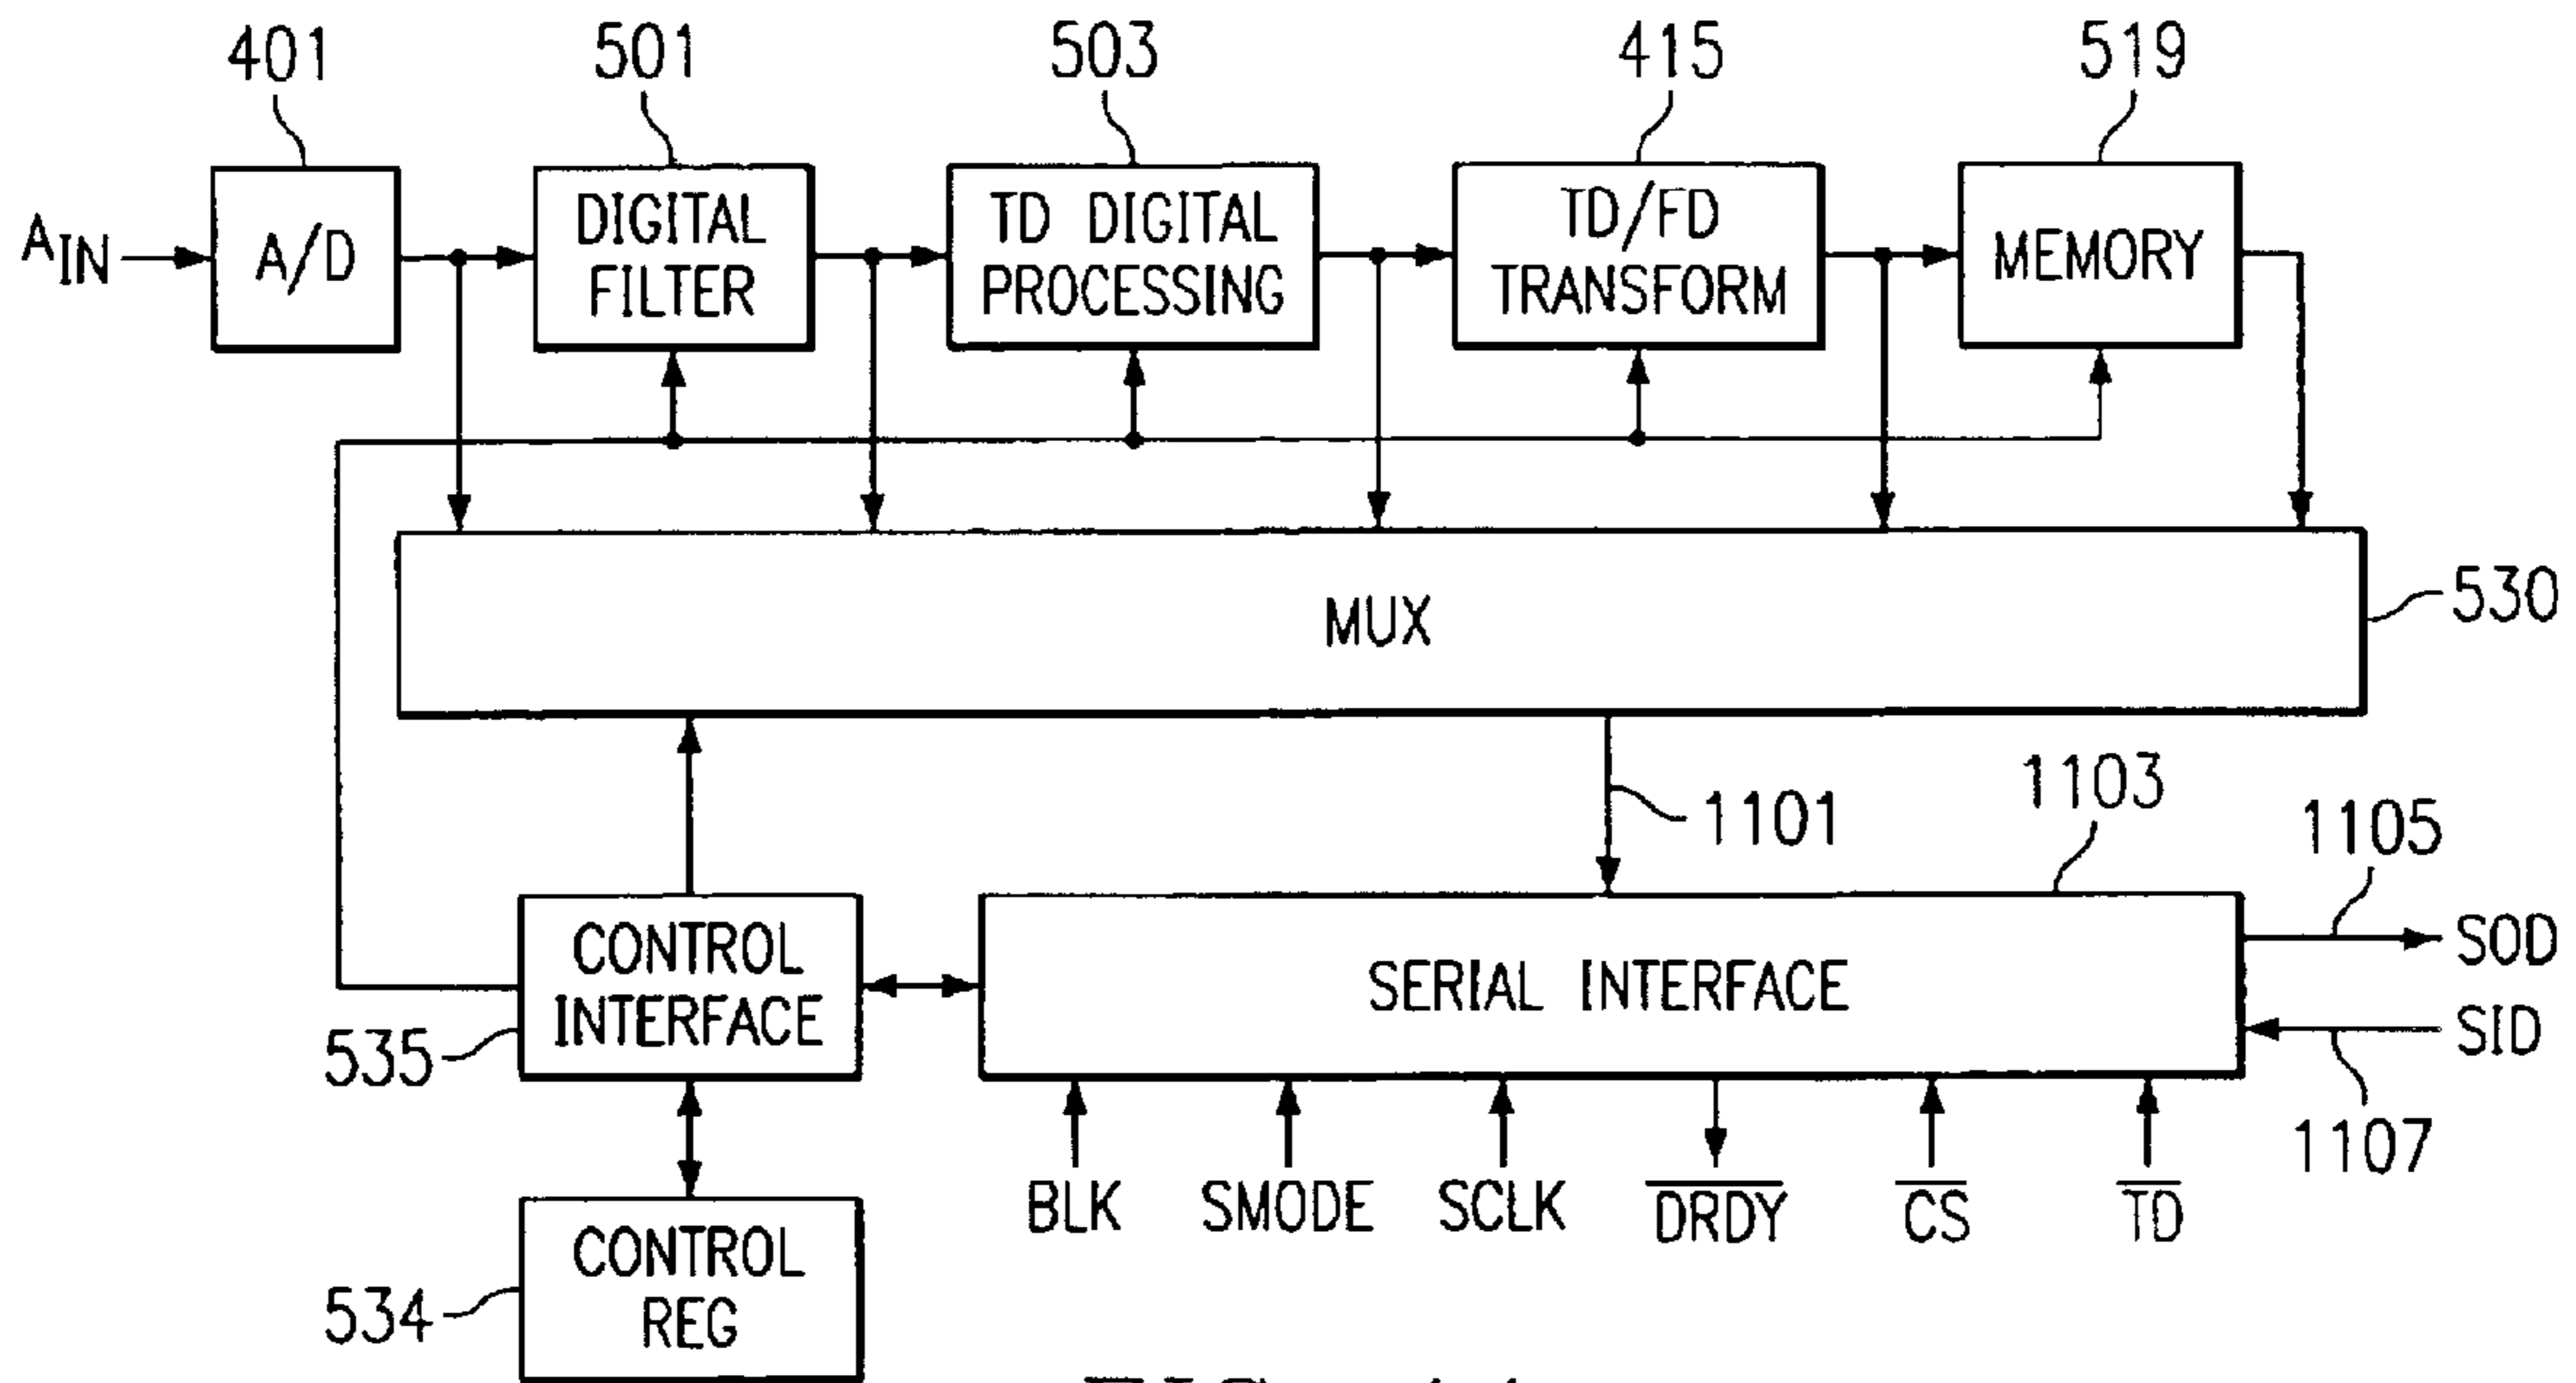 401
501
503
415
519
A IN
A/D
DIGITAL
FILTER
TD DIGITAL
PROCESSING
TD/FD
TRANSFORM
MEMORY
MUX
530
1101
1103
1105
SOD
SID
1107
CONTROL
INTERFACE
535
SERIAL INTERFACE
BLK
SMODE
SCLK
DRDY
CS
TD
CONTROL
REG
534